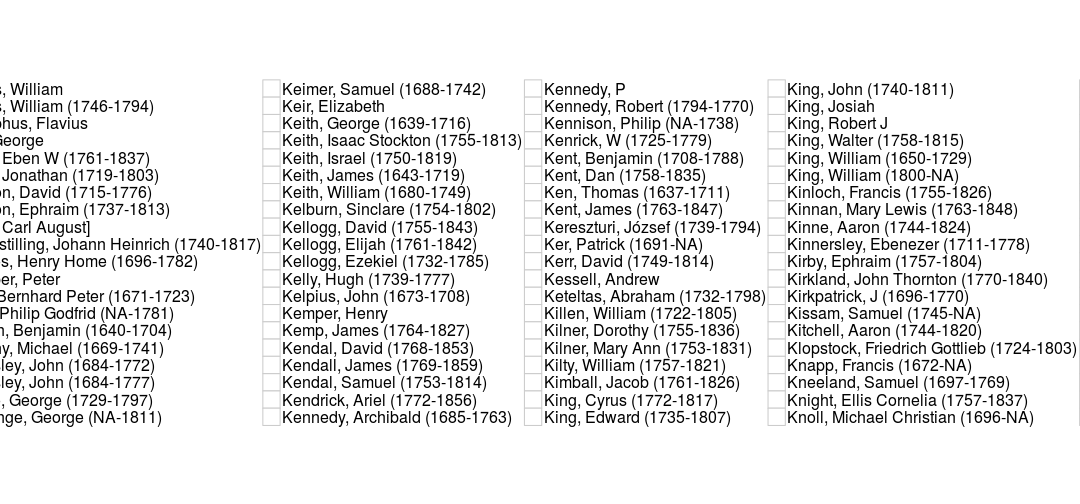 s, William
s, William (1746-1794)
phus, Flavius
George
Eben W (1761-1837)
Jonathan (1719-1803)
on, David (1715-1776)
on, Ephraim (1737-1813)
Carl August]
stilling, Johann Heinrich (1740-1817)
s, Henry Home (1696-1782)
er, Peter
Bernhard Peter (1671-1723)
Philip Godfrid (NA-1781)
h, Benjamin (1640-1704)
y, Michael (1669-1741)
ley, John (1684-1772)
ley, John (1684-1777)
, George (1729-1797)
nge, George (NA-1811)
Keimer, Samuel (1688-1742)
Keir, Elizabeth
Keith, George (1639-1716)
Keith, Isaac Stockton (1755-1813)
Keith, Israel (1750-1819)
Keith, James (1643-1719)
Keith, William (1680-1749)
Kelburn, Sinclare (1754-1802)
Kellogg, David (1755-1843)
Kellogg, Elijah (1761-1842)
Kellogg, Ezekiel (1732-1785)
Kelly, Hugh (1739-1777)
Kelpius, John (1673-1708)
Kemper, Henry
Kemp, James (1764-1827)
Kendal, David (1768-1853)
Kendall, James (1769-1859)
Kendal, Samuel (1753-1814)
Kendrick, Ariel (1772-1856)
Kennedy, Archibald (1685-1763)
Kennedy, P
Kennedy, Robert (1794-1770)
Kennison, Philip (NA-1738)
Kenrick, W (1725-1779)
Kent, Benjamin (1708-1788)
Kent, Dan (1758-1835)
Ken, Thomas (1637-1711)
Kent, James (1763-1847)
Kereszturi, József (1739-1794)
Ker, Patrick (1691-NA)
Kerr, David (1749-1814)
Kessell, Andrew
Keteltas, Abraham (1732-1798)
Killen, William (1722-1805)
Kilner, Dorothy (1755-1836)
Kilner, Mary Ann (1753-1831)
Kilty, William (1757-1821)
Kimball, Jacob (1761-1826)
King, Cyrus (1772-1817)
King, Edward (1735-1807)
King, John (1740-1811)
King, Josiah
King, Robert J
King, Walter (1758-1815)
King, William (1650-1729)
King, William (1800-NA)
Kinloch, Francis (1755-1826)
Kinnan, Mary Lewis (1763-1848)
Kinne, Aaron (1744-1824)
Kinnersley, Ebenezer (1711-1778)
Kirby, Ephraim (1757-1804)
Kirkland, John Thornton (1770-1840)
Kirkpatrick, J (1696-1770)
Kissam, Samuel (1745-NA)
Kitchell, Aaron (1744-1820)
Klopstock, Friedrich Gottlieb (1724-1803)
Knapp, Francis (1672-NA)
Kneeland, Samuel (1697-1769)
Knight, Ellis Cornelia (1757-1837)
Knoll, Michael Christian (1696-NA)